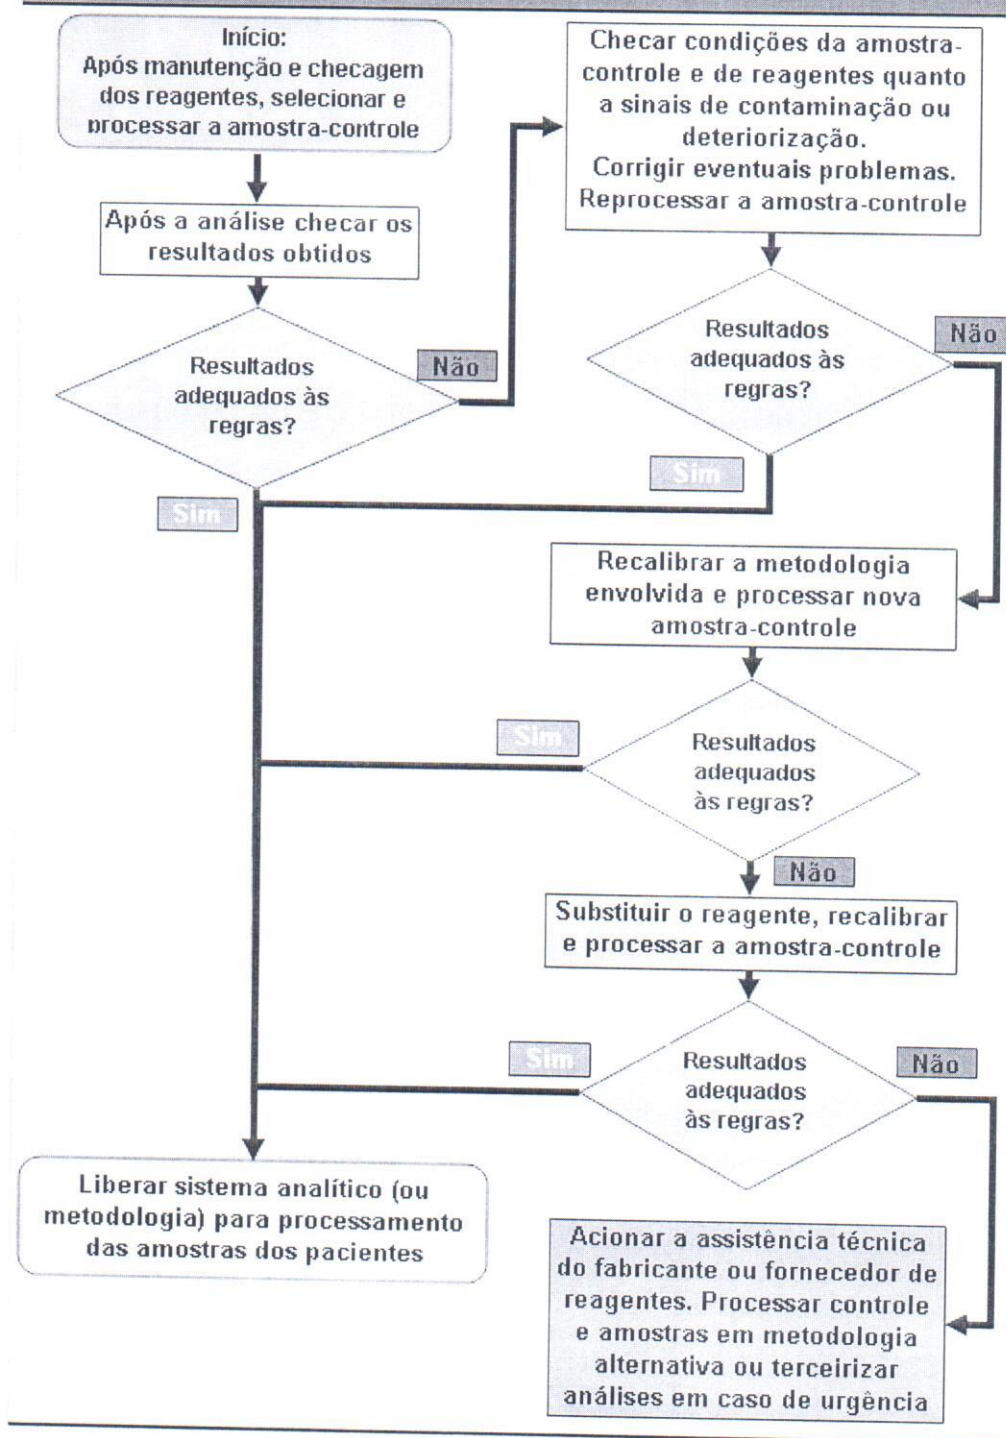 Início:
Após manutenção e checagem
dos reagentes, selecionar e
processar a amostra-controle
Após a análise checar os
resultados obtidos
Resultados
adequados às
regras?
Não
Sim
Checar condições da amostra-
controle e de reagentes quanto
a sinais de contaminação ou
deteriorização.
Corrigir eventuais problemas.
Reprocessar a amostra-controle
Resultados
adequados às
regras?
Não
Sim
Recalibrar a metodologia
envolvida e processar nova
amostra-controle
Resultados
adequados
às regras?
Sim
Não
Substituir o reagente, recalibrar
e processar a amostra-controle
Resultados
adequados
às regras?
Sim
Não
Liberar sistema analítico (ou
metodologia) para processamento
das amostras dos pacientes
Acionar a assistência técnica
do fabricante ou fornecedor de
reagentes. Processar controle
e amostras em metodologia
alternativa ou terceirizar
análises em caso de urgência